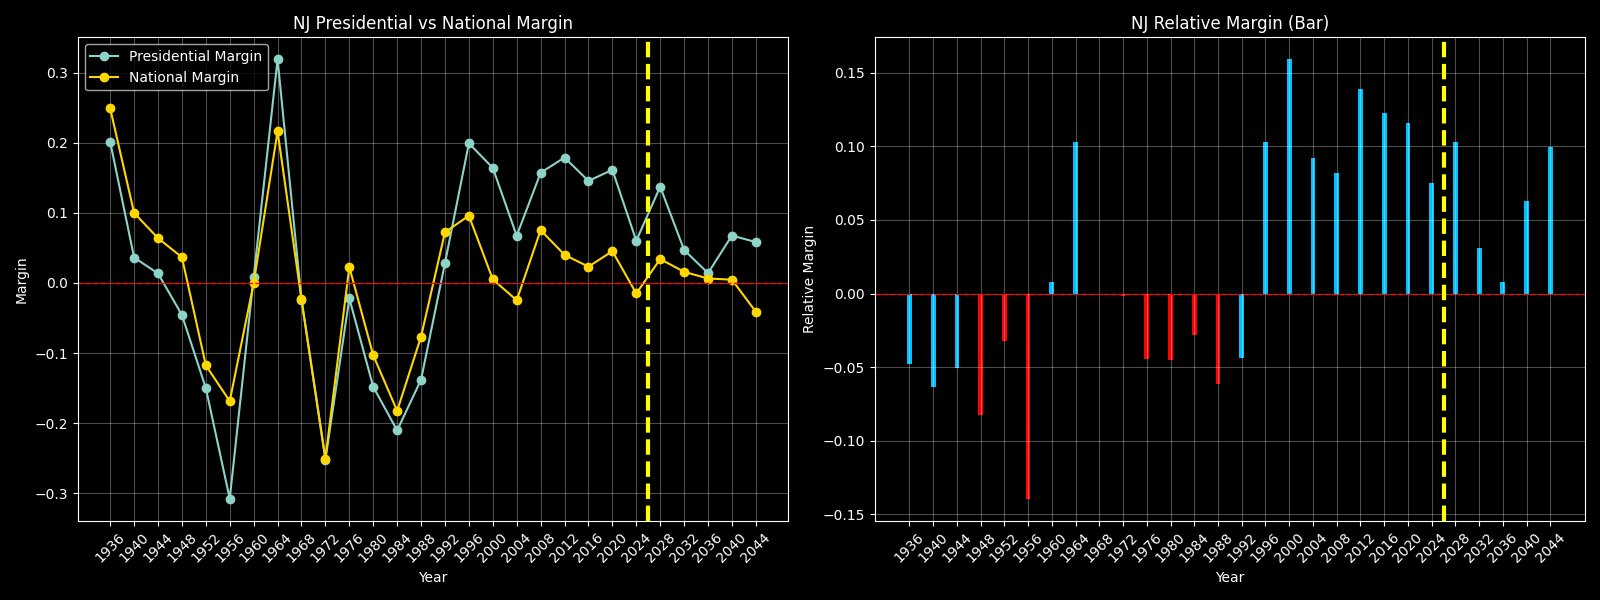 NJ Presidential vs National Margin
Presidential Margin
National Margin
0.3
0.2
0.1
0.0
−0.1
−0.2
−0.3
Margin
1936 1940 1944 1948 1952 1956 1960 1964 1968 1972 1976 1980 1984 1988 1992 1996 2000 2004 2008 2012 2016 2020 2024 2028 2032 2036 2040 2044
Year
NJ Relative Margin (Bar)
0.15
0.10
0.05
0.00
−0.05
−0.10
−0.15
Relative Margin
1936 1940 1944 1948 1952 1956 1960 1964 1968 1972 1976 1980 1984 1988 1992 1996 2000 2004 2008 2012 2016 2020 2024 2028 2032 2036 2040 2044
Year